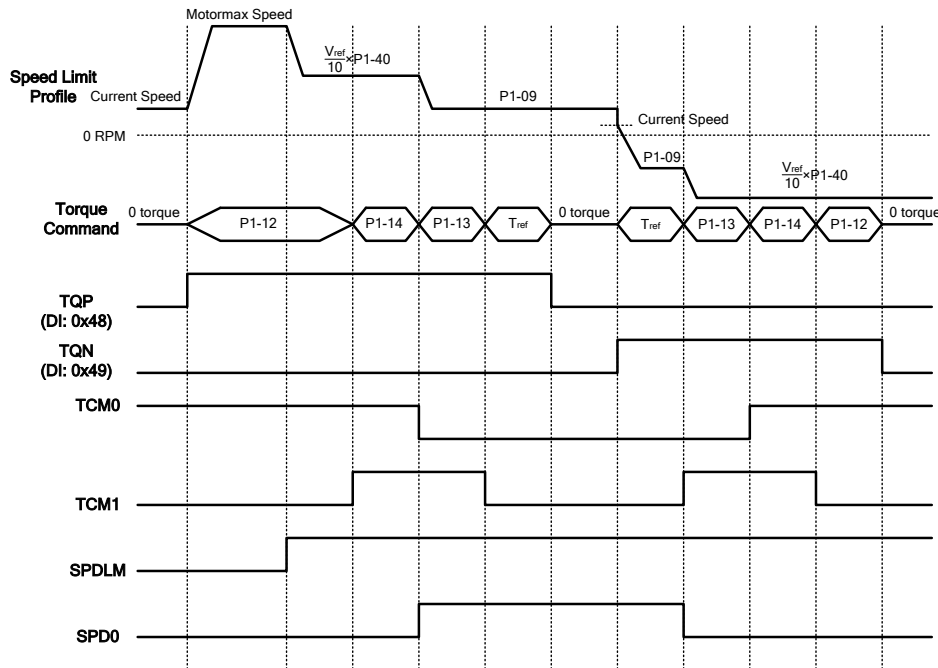 Motormax Speed
Vref
10 ×P1-40
Speed Limit
Profile
Current Speed
P1-09
Current Speed
0 RPM
P1-09
Vref
10 ×P1-40
Torque
Command
0 torque
P1-12
P1-14
P1-13
Tref
0 torque
Tref
P1-13
P1-14
P1-12
0 torque
TQP
(DI: 0x48)
TQN
(DI: 0x49)
TCM0
TCM1
SPDLM
SPD0